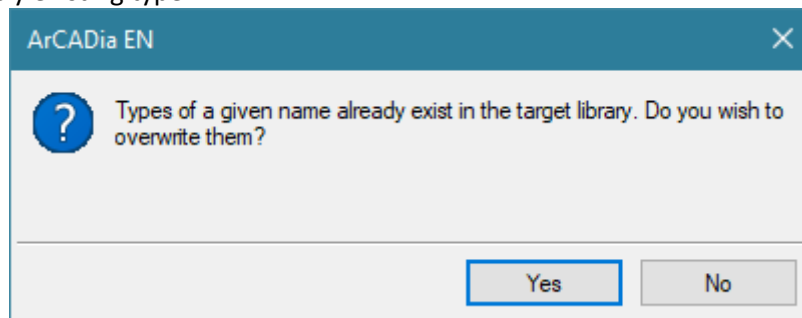 ArCADia EN
Types of a given name already exist in the target library. Do you wish to
overwrite them?
Yes
No